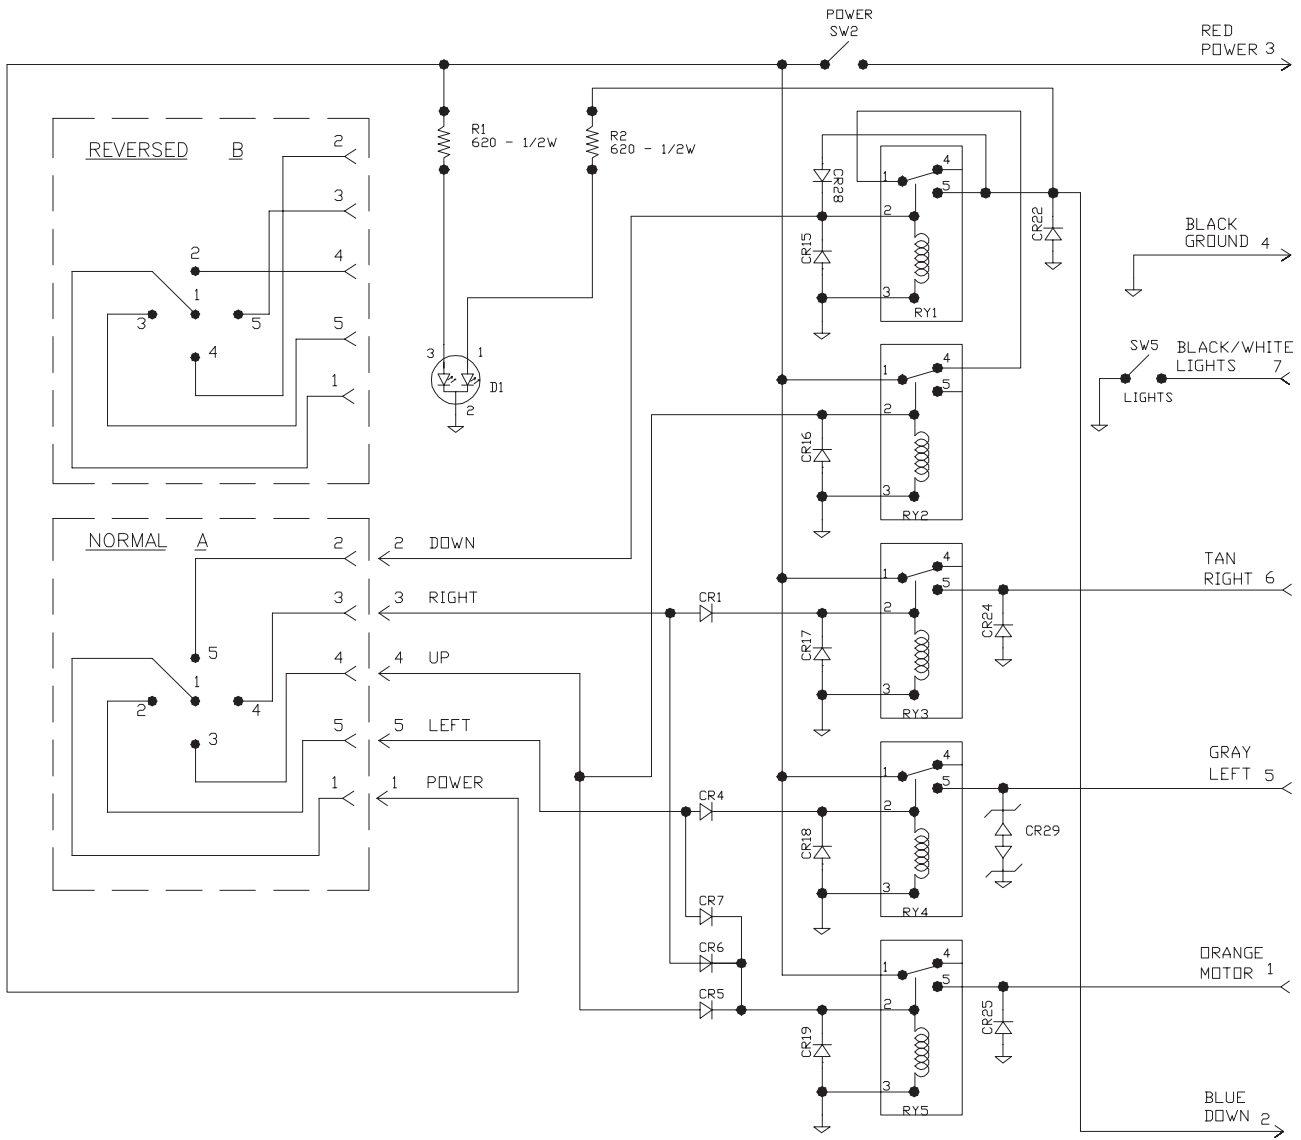 POWER
SW2
RED
POWER 3
R1
620 - 1/2W
R2
620 - 1/2W
REVERSED B
2
3
4
5
1
2
1
3
5
4
CR28
1
4
5
2
CR15
3
RY1
CR22
BLACK
GROUND 4
3
1
D1
2
1
4
5
2
CR16
3
RY2
SW5
BLACK/WHITE
LIGHTS 7
LIGHTS
NORMAL A
2 2 DOWN
3 3 RIGHT
4 4 UP
5 5 LEFT
1 1 POWER
5
1
2
4
3
CR1
1
4
5
2
CR17
3
RY3
CR24
TAN
RIGHT 6
CR4
1
4
5
2
CR18
3
RY4
CR29
GRAY
LEFT 5
CR7
CR6
CR5
1
4
5
2
CR19
3
RY5
CR25
ORANGE
MOTOR 1
BLUE
DOWN 2